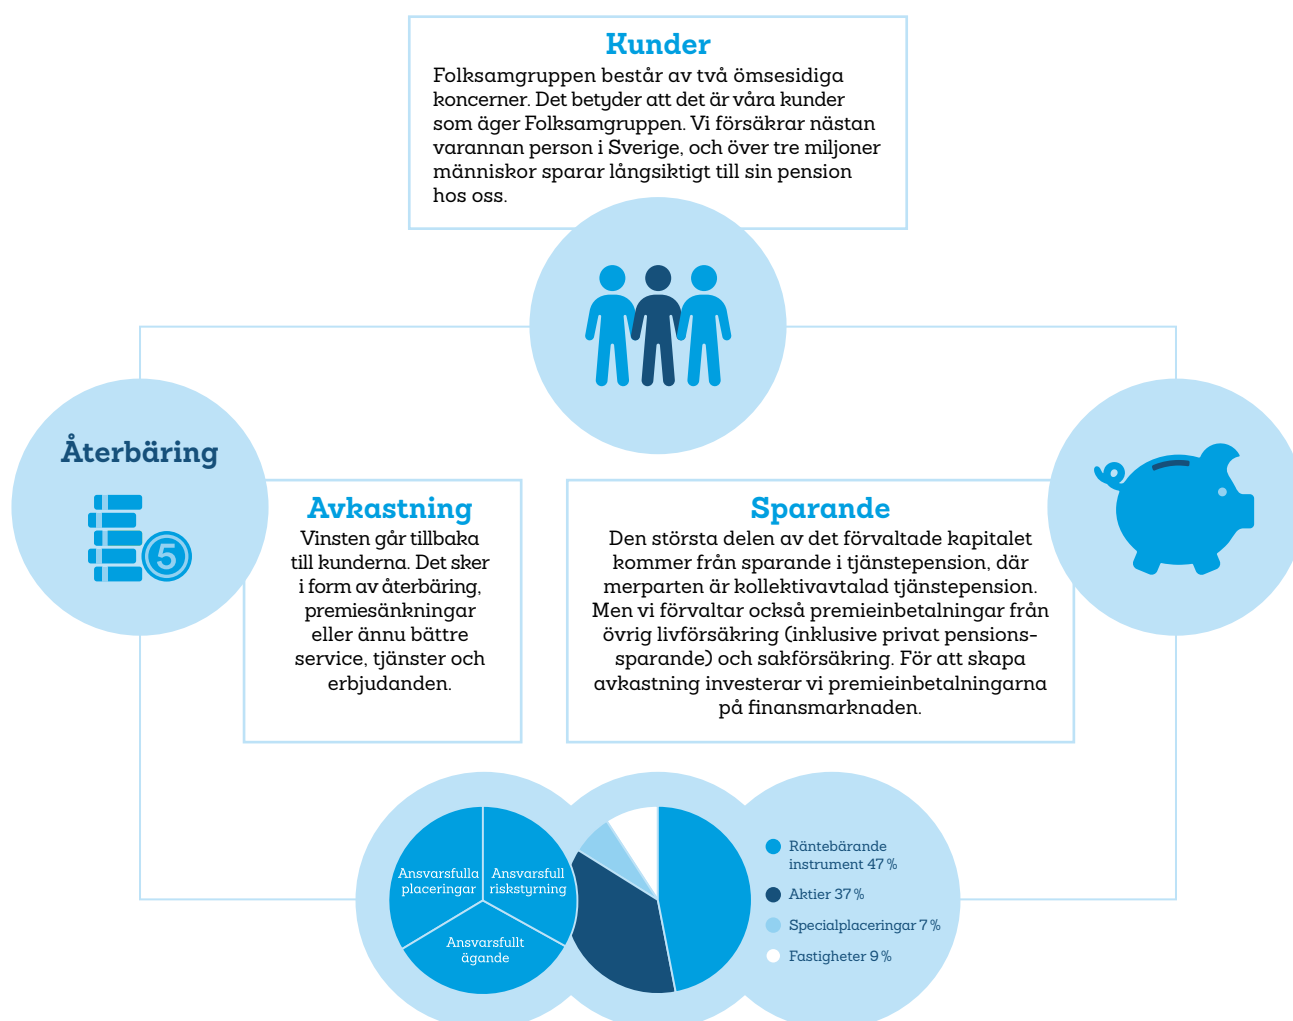 Kunder
Folksamgruppen består av två ömsesidiga
koncerner. Det betyder att det är våra kunder
som äger Folksamgruppen. Vi försäkrar nästan
varannan person i Sverige, och över tre miljoner
människor sparar långsiktigt till sin pension
hos oss.
Återbäring
5
Avkastning
Vinsten går tillbaka
till kunderna. Det sker
i form av återbäring,
premiesänkningar
eller ännu bättre
service, tjänster och
erbjudanden.
Sparande
Den största delen av det förvaltade kapitalet
kommer från sparande i tjänstepension, där
merparten är kollektivavtalad tjänstepension.
Men vi förvaltar också premieinbetalningar från
övrig livförsäkring (inklusive privat pensions-
sparande) och sakförsäkring. För att skapa
avkastning investerar vi premieinbetalningarna
på finansmarknaden.
Ansvarsfulla
placeringar
Ansvarsfull
riskstyrning
Ansvarsfullt
ägande
Räntebärande
instrument 47 %
Aktier 37 %
Specialplaceringar 7 %
Fastigheter 9 %